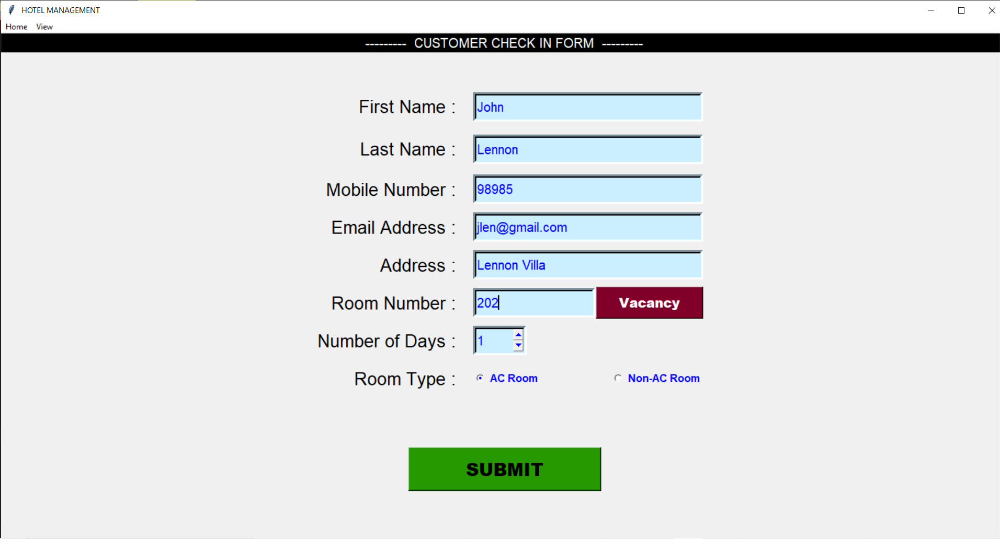 HOTEL MANAGEMENT
Home View
--------- CUSTOMER CHECK IN FORM ---------
First Name : John
Last Name : Lennon
Mobile Number : 98985
Email Address : jlen@gmail.com
Address : Lennon Villa
Room Number : 202 Vacancy
Number of Days : 1
Room Type : AC Room Non-AC Room
SUBMIT